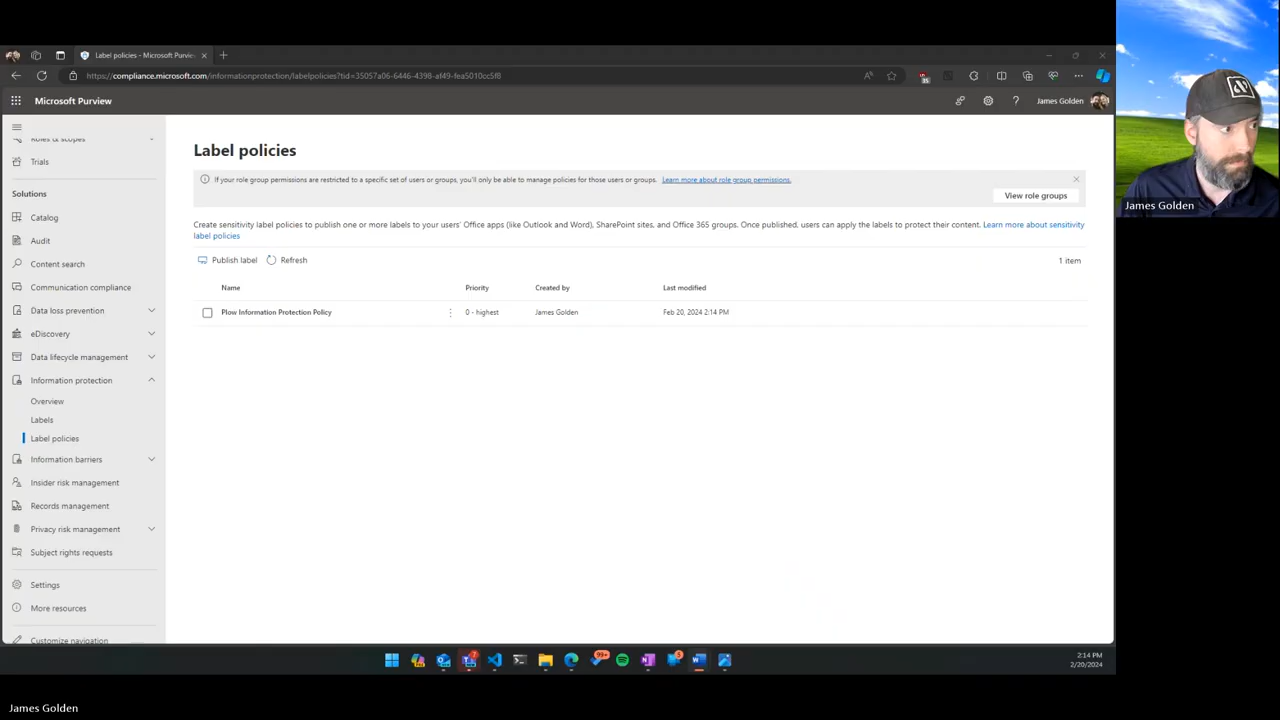 Label policies - Microsoft Purvie
https://compliance.microsoft.com/informationprotection/labelpolicies?tid=35057a06-6446-4398-af49-fea5010cc5f8
Microsoft Purview
James Golden
Roles & scopes
Trials
Solutions
Catalog
Audit
Content search
Communication compliance
Data loss prevention
eDiscovery
Data lifecycle management
Information protection
Overview
Labels
Label policies
Information barriers
Insider risk management
Records management
Privacy risk management
Subject rights requests
Settings
More resources
Customize navigation
Label policies
If your role group permissions are restricted to a specific set of users or groups, you'll only be able to manage policies for those users or groups. Learn more about role group permissions.
View role groups
Create sensitivity label policies to publish one or more labels to your users' Office apps (like Outlook and Word), SharePoint sites, and Office 365 groups. Once published, users can apply the labels to protect their content. Learn more about sensitivity
label policies
Publish label Refresh 1 item
Name Priority Created by Last modified
Plow Information Protection Policy 0 - highest James Golden Feb 20, 2024 2:14 PM
99+
2:14 PM
2/20/2024
James Golden
James Golden